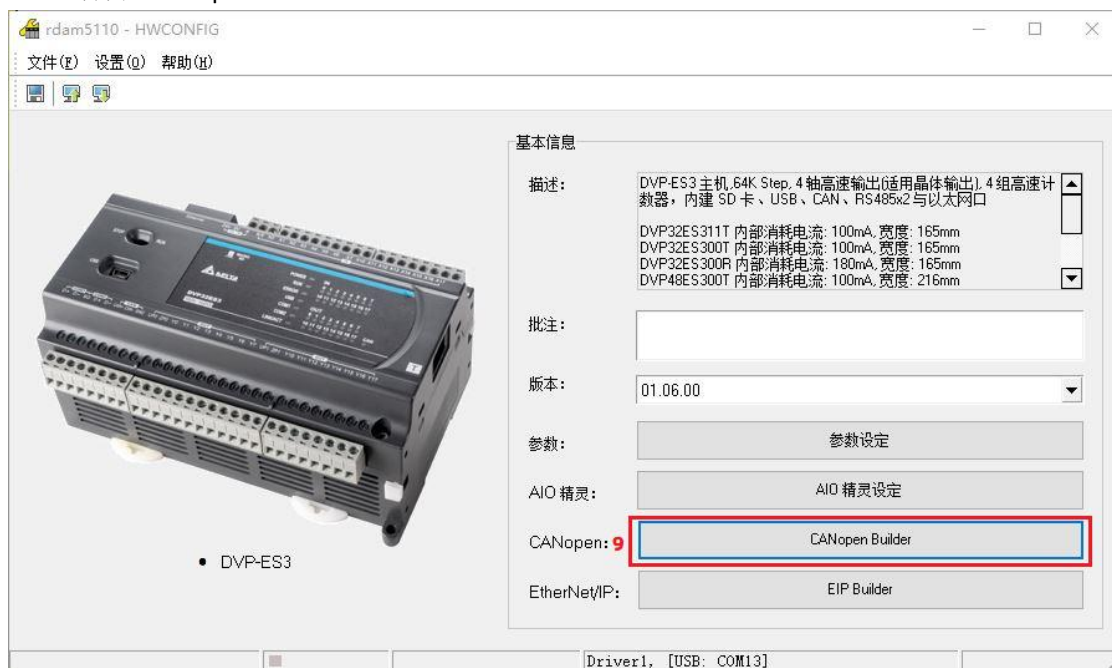 rdam5110 - HWCONFIG
文件(F) 设置(O) 帮助(H)
基本信息
描述:
DVP-ES3 主机,64K Step, 4 轴高速输出(适用晶体输出), 4 组高速计
数器，内建 SD 卡、USB、CAN、RS485x2 与以太网口
DVP32ES311T 内部消耗电流: 100mA, 宽度: 165mm
DVP32ES300T 内部消耗电流: 100mA, 宽度: 165mm
DVP32ES300R 内部消耗电流: 180mA, 宽度: 165mm
DVP48ES300T 内部消耗电流: 100mA, 宽度: 216mm
批注:
版本:
01.06.00
参数:
参数设定
AIO 精灵:
AIO 精灵设定
CANopen: 9
CANopen Builder
EtherNet/IP:
EIP Builder
DELTA
DVP32ES3
• DVP-ES3
Driver1, [USB: COM13]